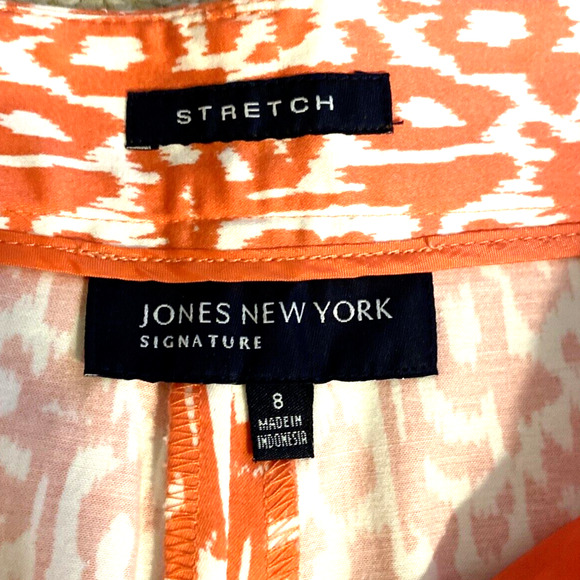 STRETCH
JONES NEW YORK
SIGNATURE
8
MADE IN
INDONESIA